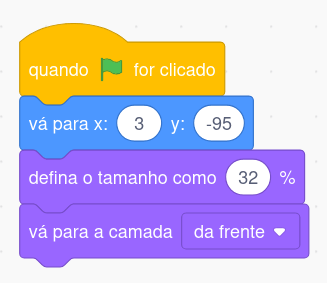 quando for clicado
vá para x: 3 y: -95
defina o tamanho como 32 %
vá para a camada da frente